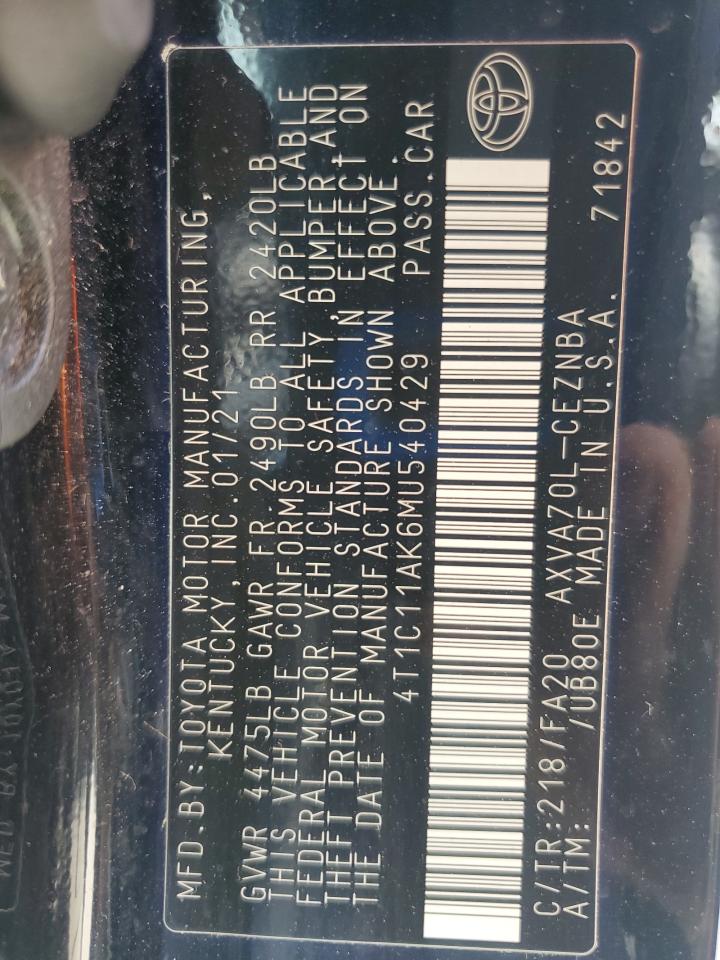 MFD.BY:TOYOTA MOTOR MANUFACTURING,
KENTUCKY, INC.01/21
GVWR 4475LB GAWR FR 2490LB RR 2420LB
THIS VEHICLE CONFORMS TO ALL APPLICABLE
FEDERAL MOTOR VEHICLE SAFETY,BUMPER AND
THEFT PREVENTION STANDARDS IN EFFECT ON
THE DATE OF MANUFACTURE SHOWN ABOVE.
4T1C11AK6MU540429 PASS.CAR
C/TR:218/FA20 AXVA70L-CEZNBA
A/TM: /UB80E MADE IN U.S.A. 71842